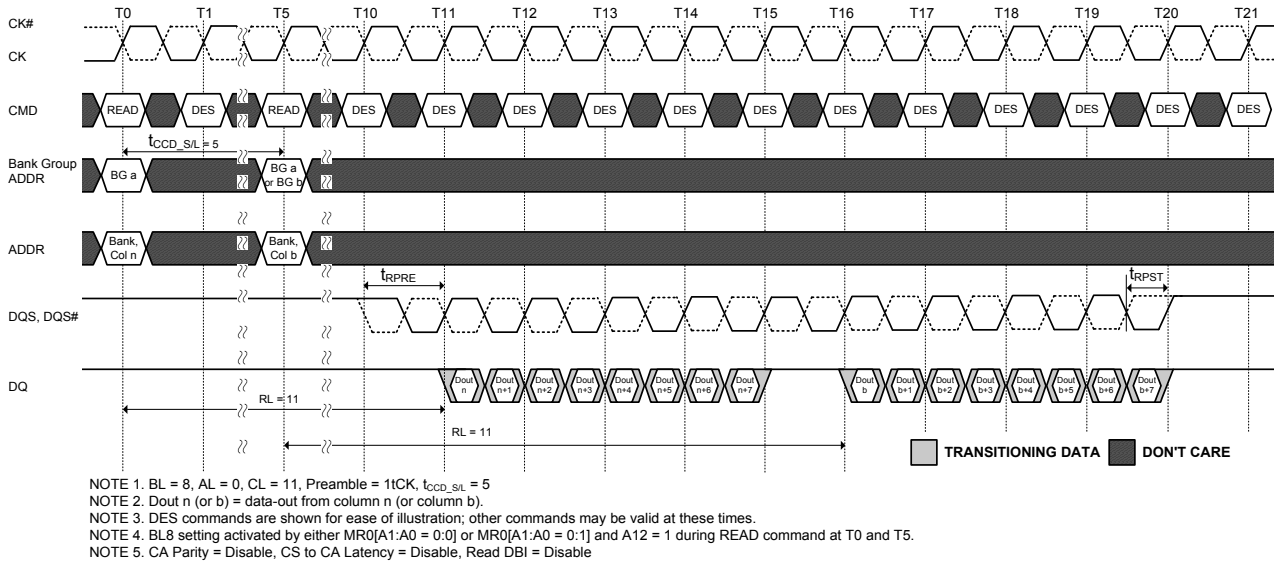 T0 T1 T5 T10 T11 T12 T13 T14 T15 T16 T17 T18 T19 T20 T21
CK#
CK
CMD READ DES READ DES DES DES DES DES DES DES DES DES DES DES DES
tCCD_S/L = 5
Bank Group
ADDR
BG a
BG a
or BG b
ADDR
Bank,
Col n
Bank,
Col b
tRPRE
tRPST
DQS, DQS#
DQ
Dout
n
Dout
n+1
Dout
n+2
Dout
n+3
Dout
n+4
Dout
n+5
Dout
n+6
Dout
n+7
Dout
b
Dout
b+1
Dout
b+2
Dout
b+3
Dout
b+4
Dout
b+5
Dout
b+6
Dout
b+7
RL = 11
RL = 11
TRANSITIONING DATA DON'T CARE
NOTE 1. BL = 8, AL = 0, CL = 11, Preamble = 1tCK, tCCD_S/L = 5
NOTE 2. Dout n (or b) = data-out from column n (or column b).
NOTE 3. DES commands are shown for ease of illustration; other commands may be valid at these times.
NOTE 4. BL8 setting activated by either MR0[A1:A0 = 0:0] or MR0[A1:A0 = 0:1] and A12 = 1 during READ command at T0 and T5.
NOTE 5. CA Parity = Disable, CS to CA Latency = Disable, Read DBI = Disable